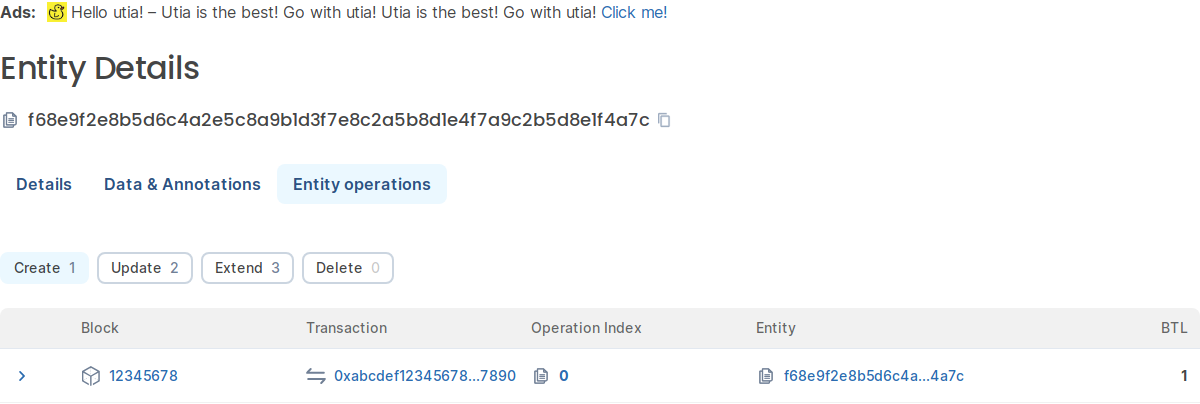 Ads: Hello utia! – Utia is the best! Go with utia! Utia is the best! Go with utia! Click me!
Entity Details
f68e9f2e8b5d6c4a2e5c8a9b1d3f7e8c2a5b8d1e4f7a9c2b5d8e1f4a7c
Details Data & Annotations Entity operations
Create 1 Update 2 Extend 3 Delete 0
Block Transaction Operation Index Entity BTL
12345678 0xabcdef12345678...7890 0 f68e9f2e8b5d6c4a...4a7c 1